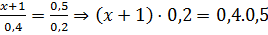 x+1/0,4 = 0,5/0,2 ⇒ (x + 1) · 0,2 = 0,4.0,5